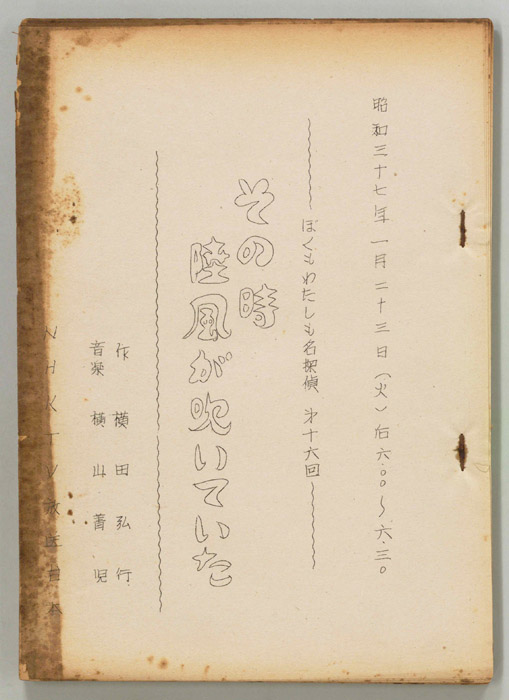 昭和三十七年一月二十三日(火)后六.〇〇〜六.三〇
ぼくもわたしも名探偵 第十六回
その時
陸風が吹いていた
作 横田弘行
音楽 横山菁児
NHKTV放送台本